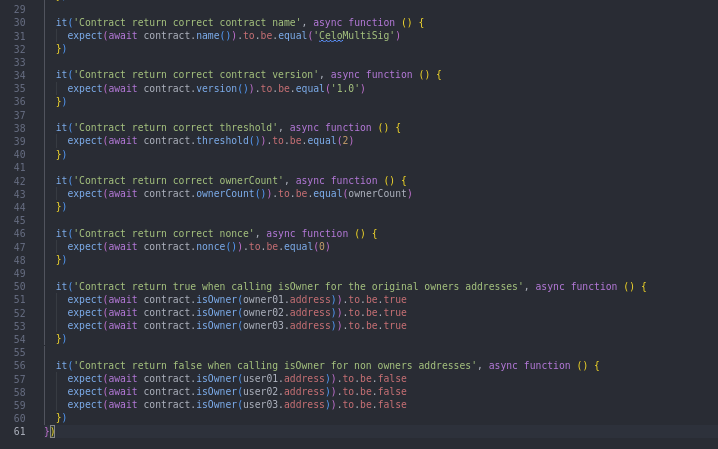 29
30 it('Contract return correct contract name', async function () {
31 expect(await contract.name()).to.be.equal('CeloMultiSig')
32 })
33
34 it('Contract return correct contract version', async function () {
35 expect(await contract.version()).to.be.equal('1.0')
36 })
37
38 it('Contract return correct threshold', async function () {
39 expect(await contract.threshold()).to.be.equal(2)
40 })
41
42 it('Contract return correct ownerCount', async function () {
43 expect(await contract.ownerCount()).to.be.equal(ownerCount)
44 })
45
46 it('Contract return correct nonce', async function () {
47 expect(await contract.nonce()).to.be.equal(0)
48 })
49
50 it('Contract return true when calling isOwner for the original owners addresses', async function () {
51 expect(await contract.isOwner(owner01.address)).to.be.true
52 expect(await contract.isOwner(owner02.address)).to.be.true
53 expect(await contract.isOwner(owner03.address)).to.be.true
54 })
55
56 it('Contract return false when calling isOwner for non owners addresses', async function () {
57 expect(await contract.isOwner(user01.address)).to.be.false
58 expect(await contract.isOwner(user02.address)).to.be.false
59 expect(await contract.isOwner(user03.address)).to.be.false
60 })
61 })